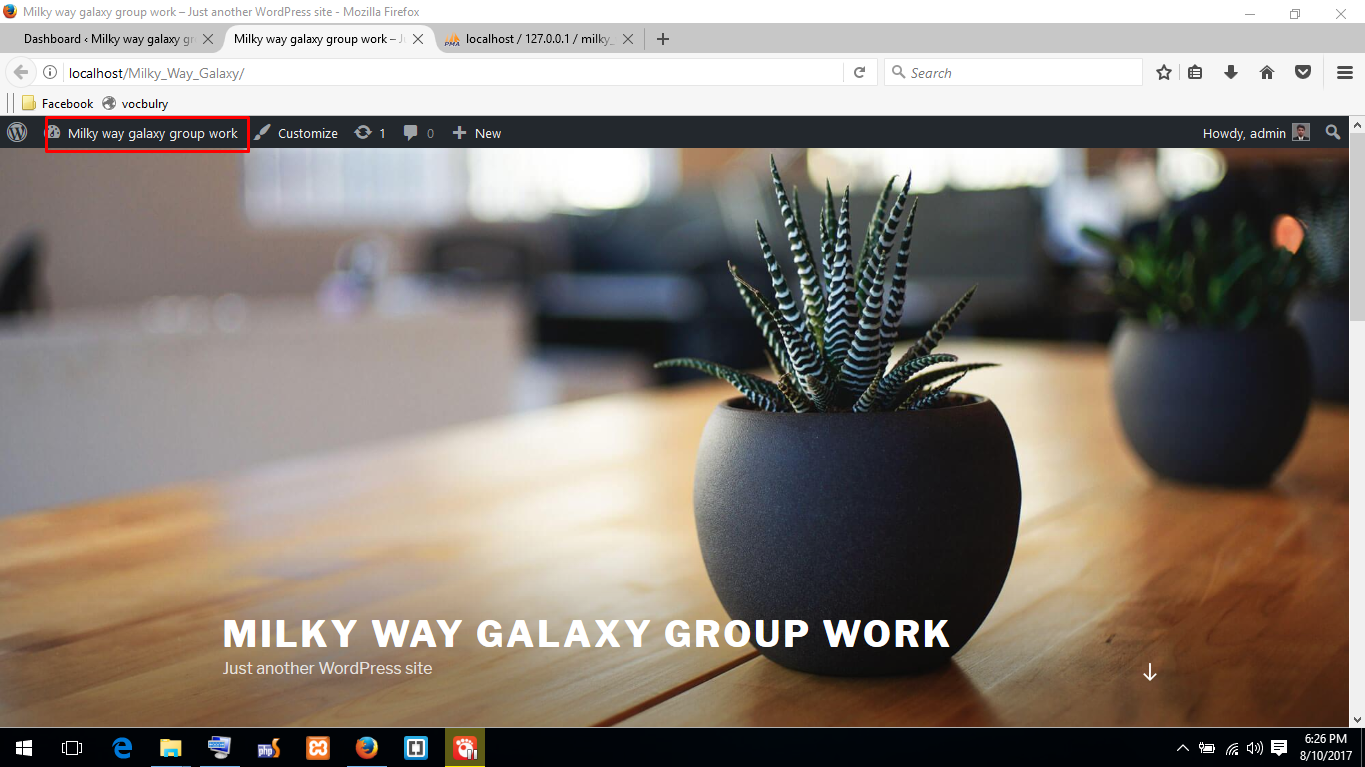 Milky way galaxy group work – Just another WordPress site - Mozilla Firefox
Dashboard ‹ Milky way galaxy gr
Milky way galaxy group work – J
PMA
localhost / 127.0.0.1 / milky_
localhost/Milky_Way_Galaxy/
Search
Facebook
vocbulry
Milky way galaxy group work
Customize
1
0
New
Howdy, admin
MILKY WAY GALAXY GROUP WORK
Just another WordPress site
php
6:26 PM
8/10/2017